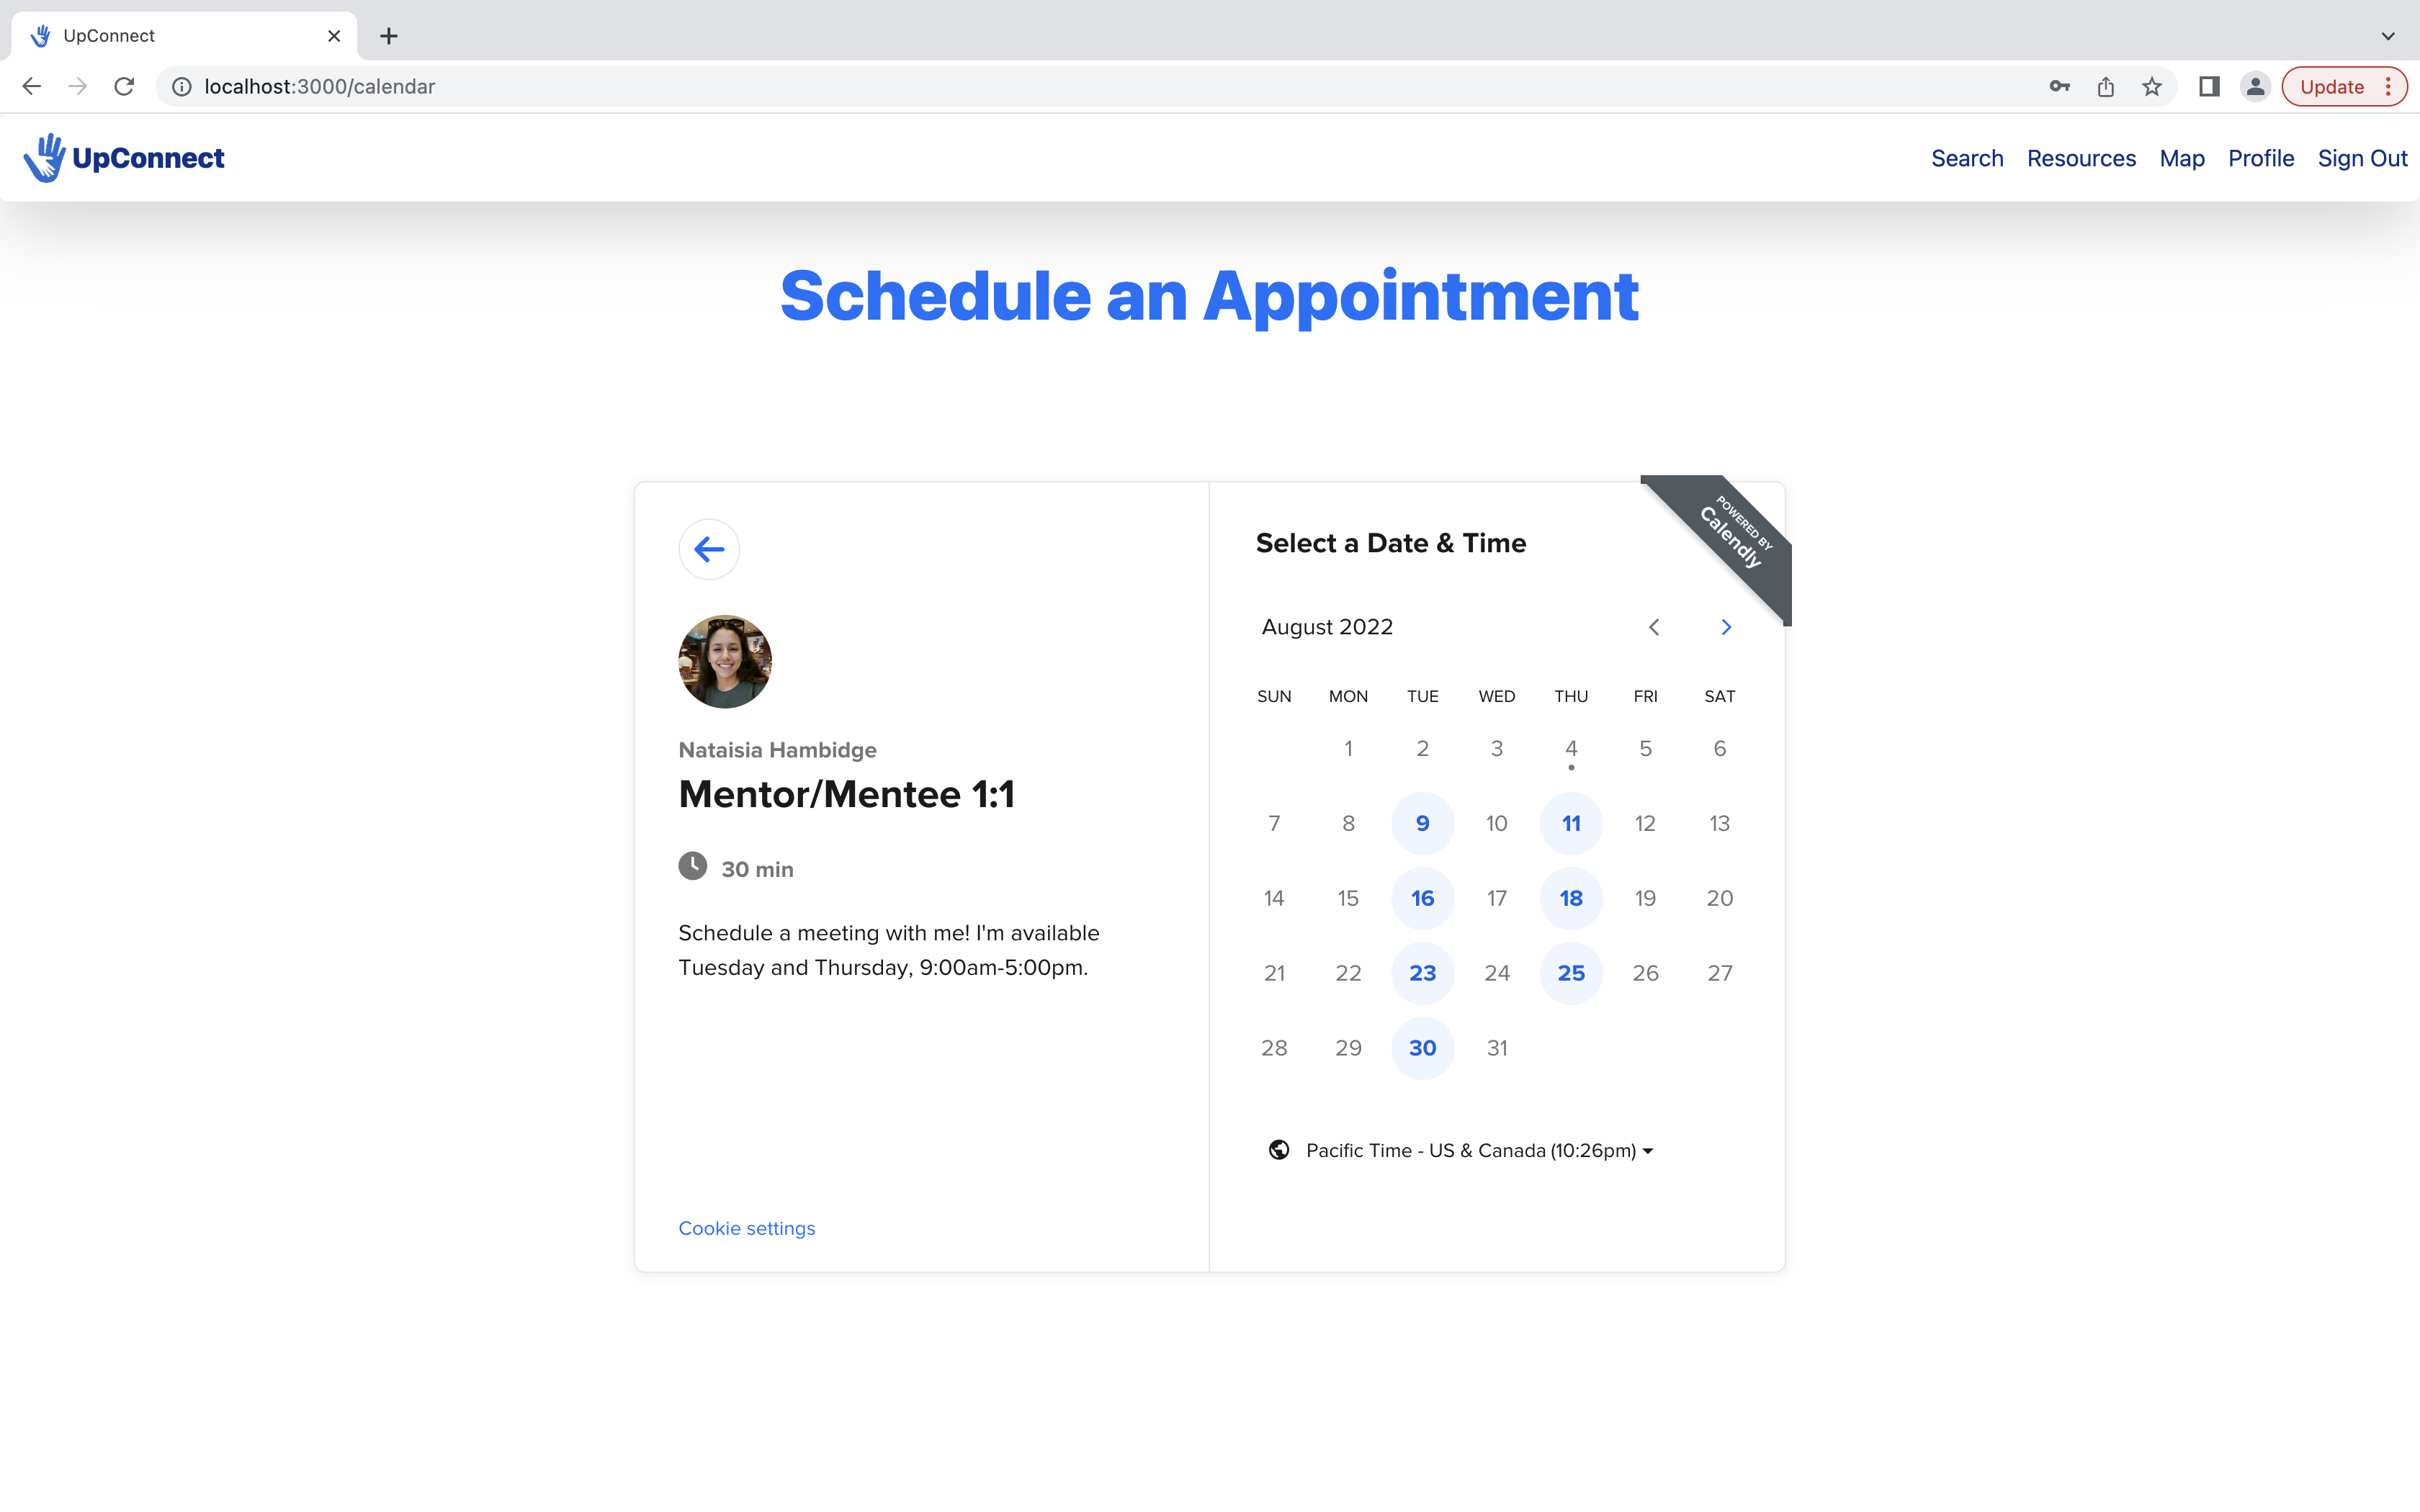 UpConnect
localhost:3000/calendar
Update
UpConnect
Search Resources Map Profile Sign Out
Schedule an Appointment
Nataisia Hambidge
Mentor/Mentee 1:1
30 min
Schedule a meeting with me! I'm available
Tuesday and Thursday, 9:00am-5:00pm.
Cookie settings
POWERED BY
Calendly
Select a Date & Time
August 2022
SUN MON TUE WED THU FRI SAT
1 2 3 4 5 6
7 8 9 10 11 12 13
14 15 16 17 18 19 20
21 22 23 24 25 26 27
28 29 30 31
Pacific Time - US & Canada (10:26pm)